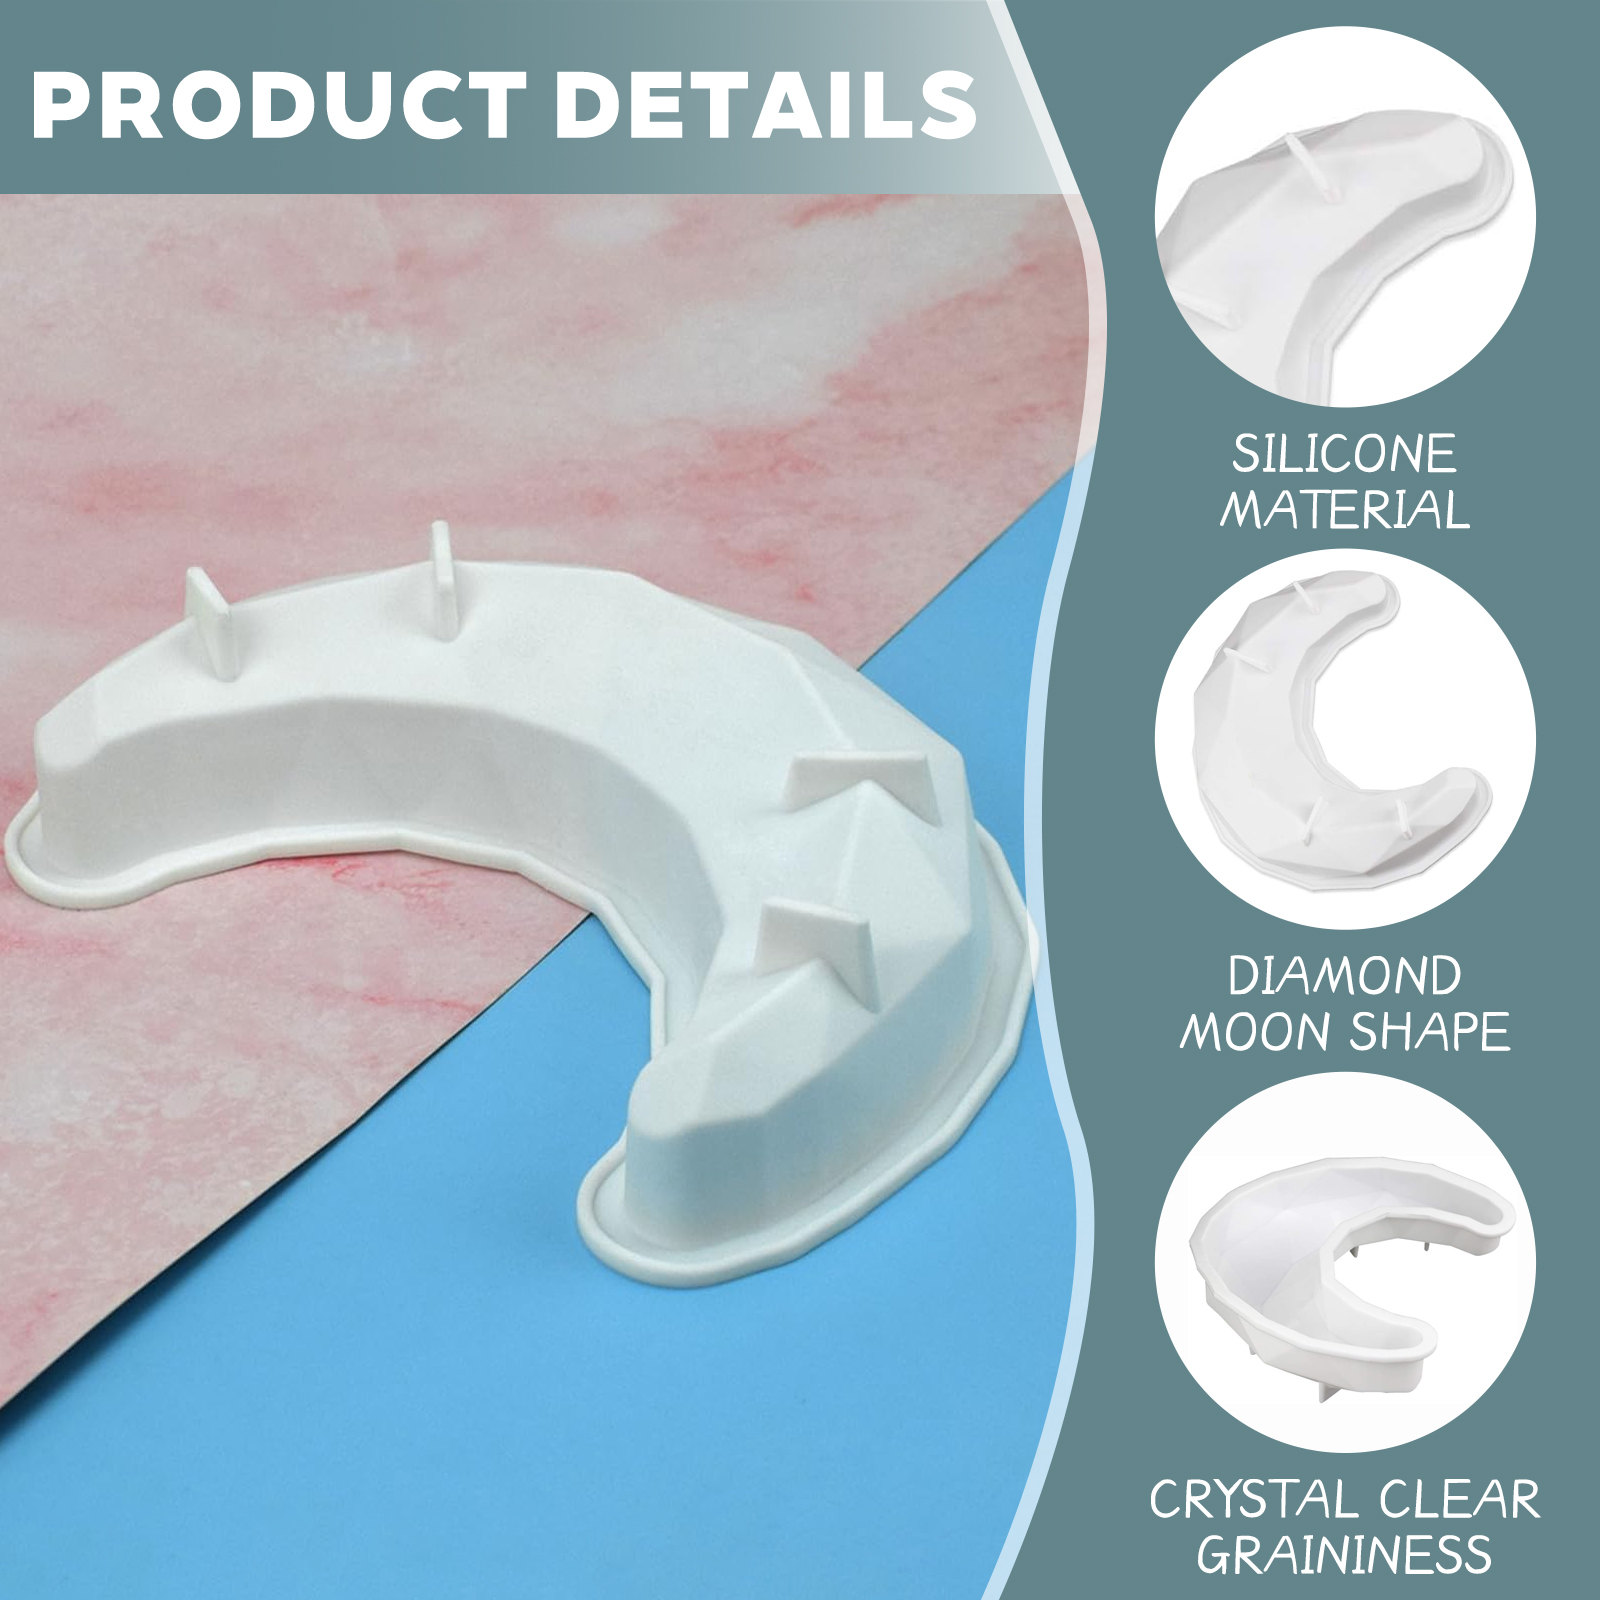 PRODUCT DETAILS
SILICONE
MATERIAL
DIAMOND
MOON SHAPE
CRYSTAL CLEAR
GRAININESS